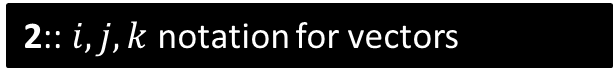 2:: i, j, k notation for vectors